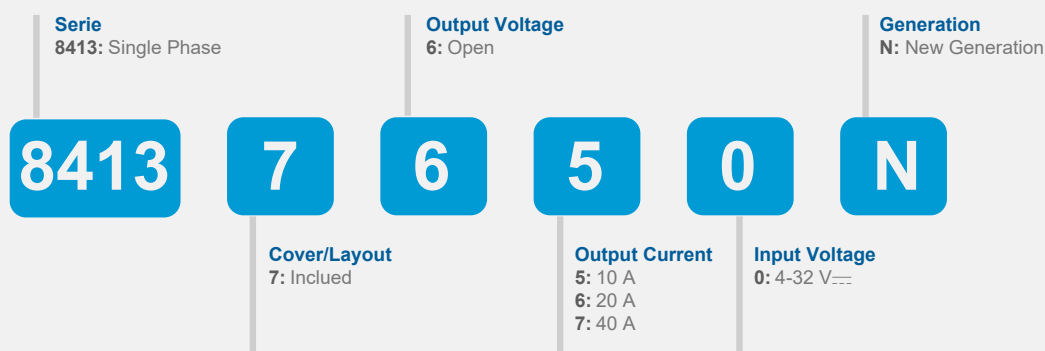 Serie
8413: Single Phase
Output Voltage
6: Open
Generation
N: New Generation
8413 7 6 5 0 N
Cover/Layout
7: Inclued
Output Current
5: 10 A
6: 20 A
7: 40 A
Input Voltage
0: 4-32 V⎓